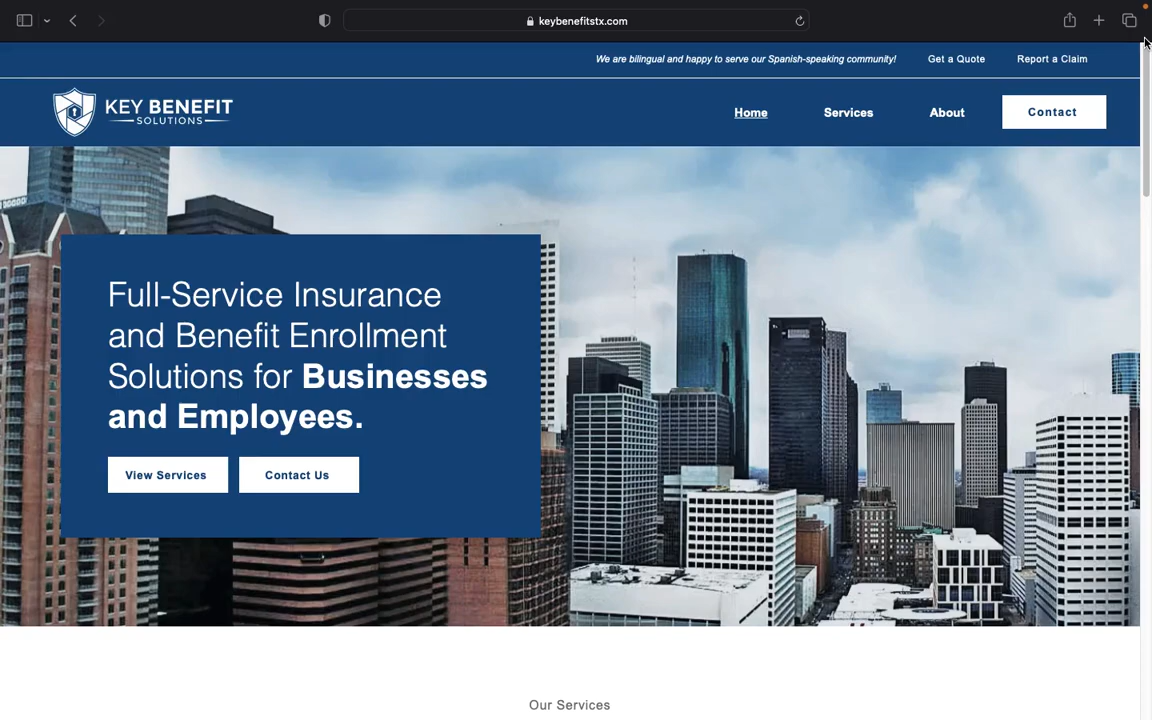 keybenefitstx.com
We are bilingual and happy to serve our Spanish-speaking community!
Get a Quote
Report a Claim
KEY BENEFIT
SOLUTIONS
Home
Services
About
Contact
Full-Service Insurance
and Benefit Enrollment
Solutions for Businesses
and Employees.
View Services
Contact Us
Our Services